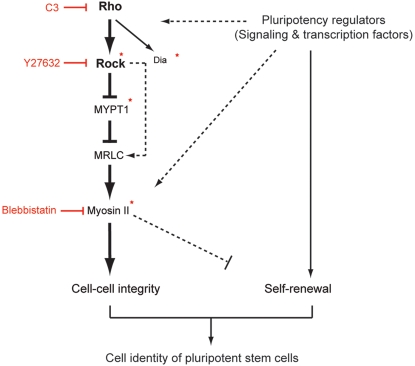 C3
Rho
Pluripotency regulators
(Signaling & transcription factors)
Y27632
Rock*
Dia *
MYPT1 *
MRLC
Blebbistatin
Myosin II *
Cell-cell integrity
Self-renewal
Cell identity of pluripotent stem cells